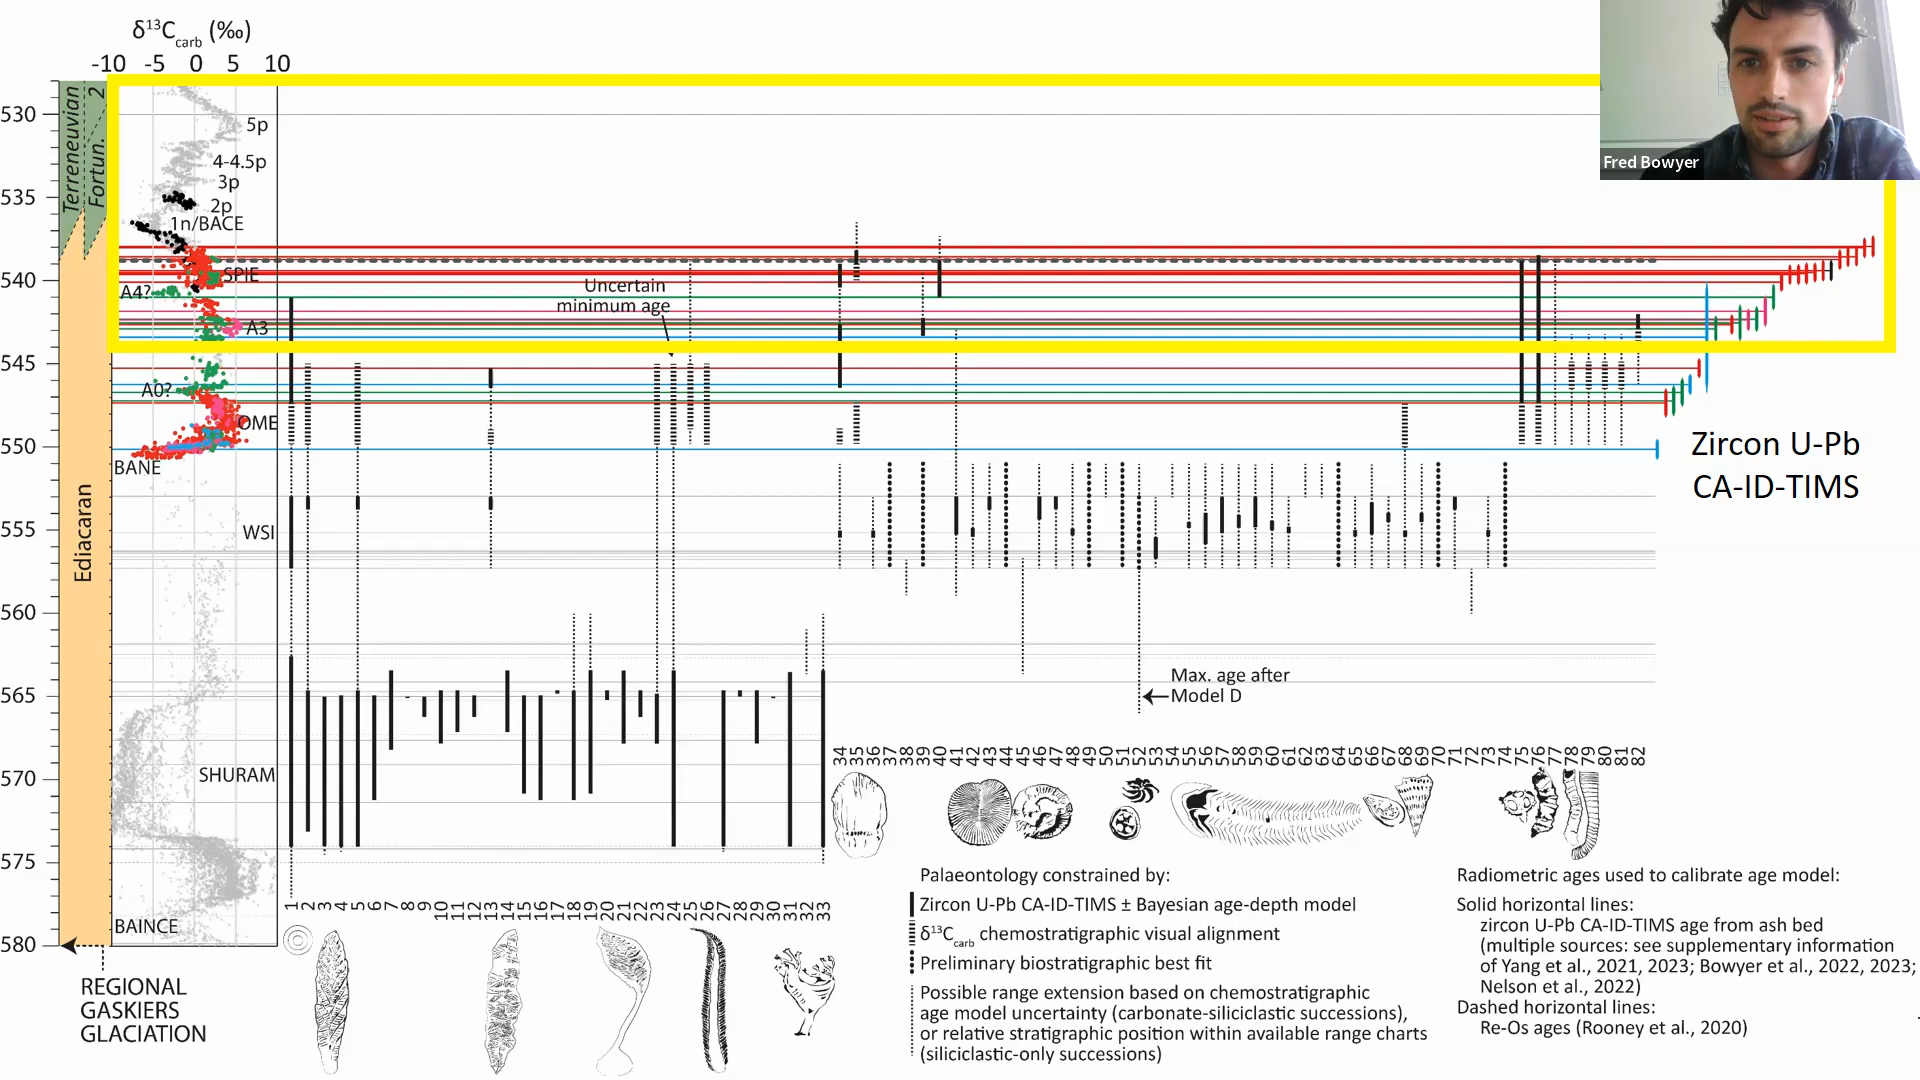 δ13Ccarb (‰)
-10 -5 0 5 10
530
535
540
545
550
555
560
565
570
575
580
Terreneuvian
Fortun.
2
Ediacaran
5p
4-4.5p
3p
2p
1n/BACE
SPIE
A4?
A3
A0?
OME
BANE
WSI
SHURAM
BAINCE
REGIONAL
GASKIERS
GLACIATION
Uncertain
minimum age
Fred Bowyer
Zircon U-Pb
CA-ID-TIMS
Max. age after
Model D
34 35 36 37 38 39 40 41 42 43 44 45 46 47 48 49 50 51 52 53 54 55 56 57 58 59 60 61 62 63 64 65 66 67 68 69 70 71 72 73 74 75 76 77 78 79 80 81 82
1 2 3 4 5 6 7 8 9 10 11 12 13 14 15 16 17 18 19 20 21 22 23 24 25 26 27 28 29 30 31 32 33
Palaeontology constrained by:
Zircon U-Pb CA-ID-TIMS ± Bayesian age-depth model
δ13Ccarb chemostratigraphic visual alignment
Preliminary biostratigraphic best fit
Possible range extension based on chemostratigraphic
age model uncertainty (carbonate-siliciclastic successions),
or relative stratigraphic position within available range charts
(siliciclastic-only successions)
Radiometric ages used to calibrate age model:
Solid horizontal lines:
zircon U-Pb CA-ID-TIMS age from ash bed
(multiple sources: see supplementary information
of Yang et al., 2021, 2023; Bowyer et al., 2022, 2023;
Nelson et al., 2022)
Dashed horizontal lines:
Re-Os ages (Rooney et al., 2020)